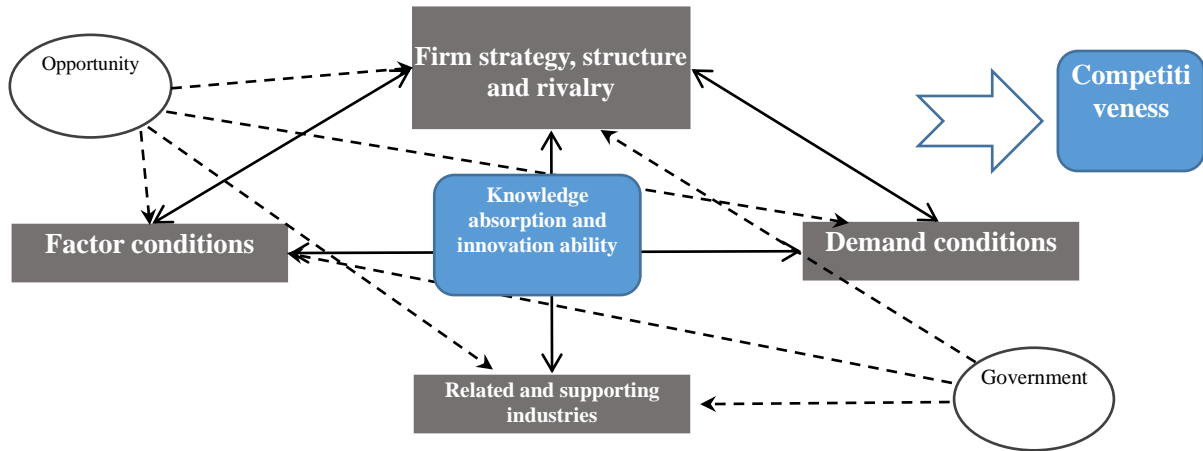 Opportunity
Firm strategy, structure
and rivalry
Competiti
veness
Knowledge
absorption and
innovation ability
Factor conditions
Demand conditions
Related and supporting
industries
Government